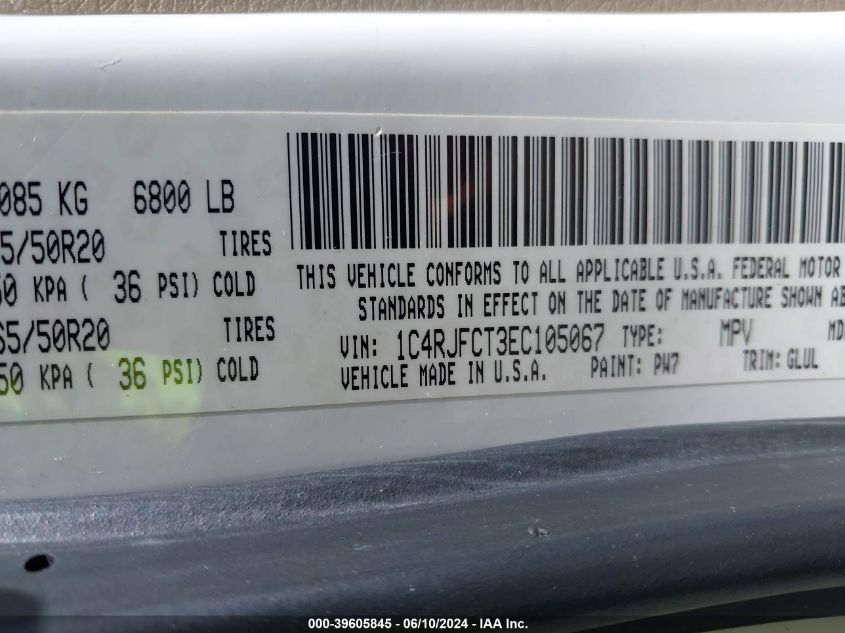 085 KG 6800 LB
5/50R20 TIRES
50 KPA ( 36 PSI) COLD
65/50R20 TIRES
50 KPA ( 36 PSI) COLD
THIS VEHICLE CONFORMS TO ALL APPLICABLE U.S.A. FEDERAL MOTOR
STANDARDS IN EFFECT ON THE DATE OF MANUFACTURE SHOWN AB
VIN: 1C4RJFCT3EC105067 TYPE: MPV MD
VEHICLE MADE IN U.S.A. PAINT: PW7 TRIM: GLUL
000-39605845 - 06/10/2024 - IAA Inc.